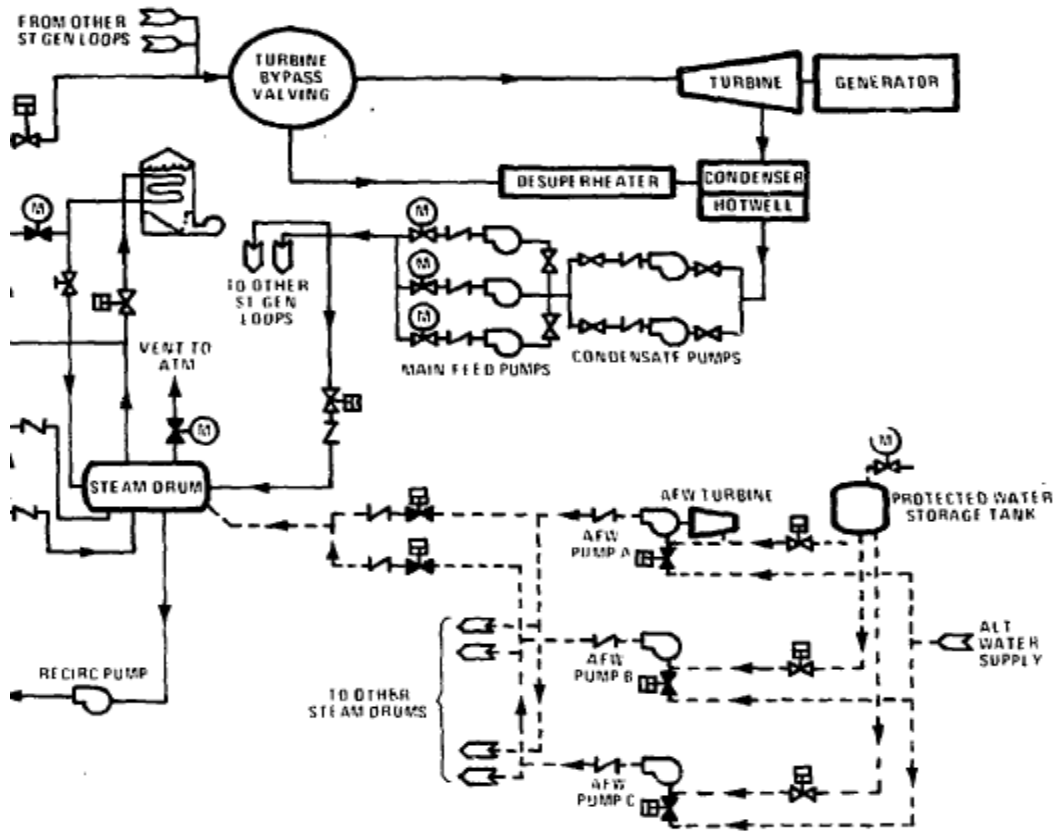 FROM OTHER
ST GEN LOOPS
TURBINE
BYPASS
VALVING
TURBINE
GENERATOR
DESUPERHEATER
CONDENSER
HOTWELL
M
M
M
M
TO OTHER
ST GEN
LOOPS
MAIN FEED PUMPS
CONDENSATE PUMPS
VENT TO
ATM
M
STEAM DRUM
M
AFW TURBINE
PROTECTED WATER
STORAGE TANK
AFW
PUMP A
ALT
WATER
SUPPLY
AFW
PUMP B
RECIRC PUMP
TO OTHER
STEAM DRUMS
AFW
PUMP C